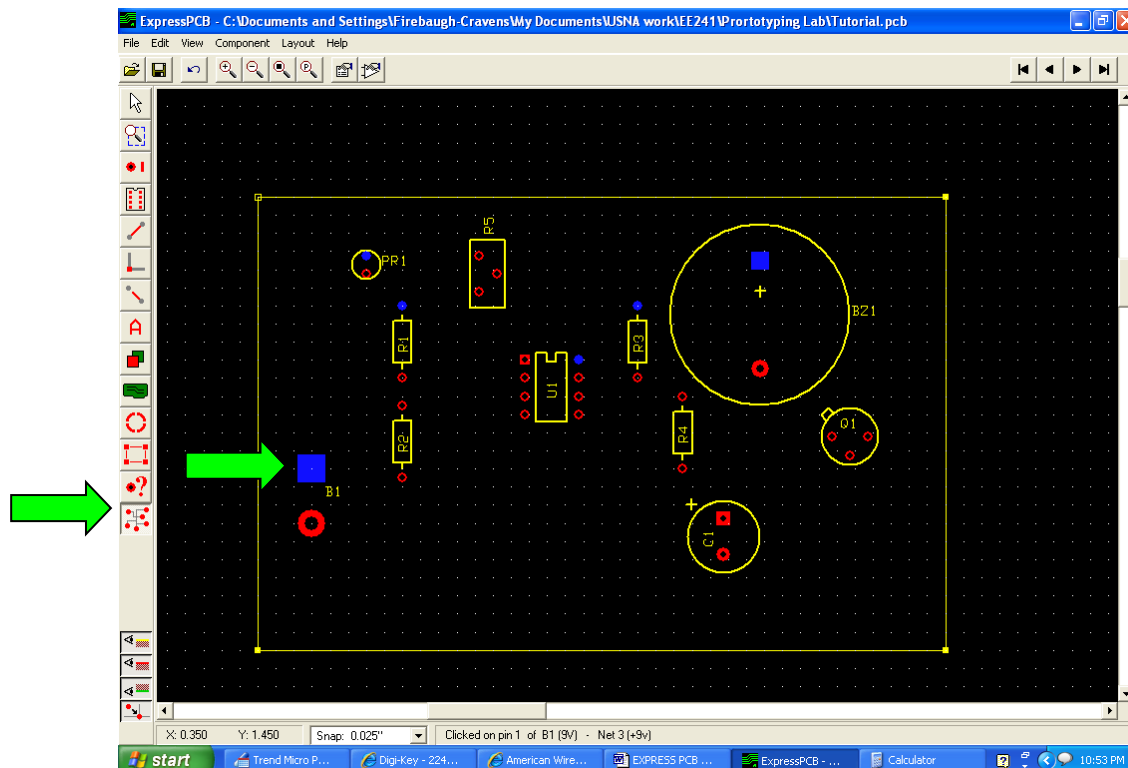 ExpressPCB - C:\Documents and Settings\Firebaugh-Cravens\My Documents\USNA work\EE241\Prortotyping Lab\Tutorial.pcb
File Edit View Component Layout Help
R5
PR1
BZ1
R1
R3
U1
R2
R4
Q1
B1
C1
X: 0.350 Y: 1.450 Snap: 0.025" Clicked on pin 1 of B1 (9V) - Net 3 (+9v)
start Trend Micro P... Digi-Key - 224... American Wire... EXPRESS PCB ... ExpressPCB - ... Calculator 10:53 PM